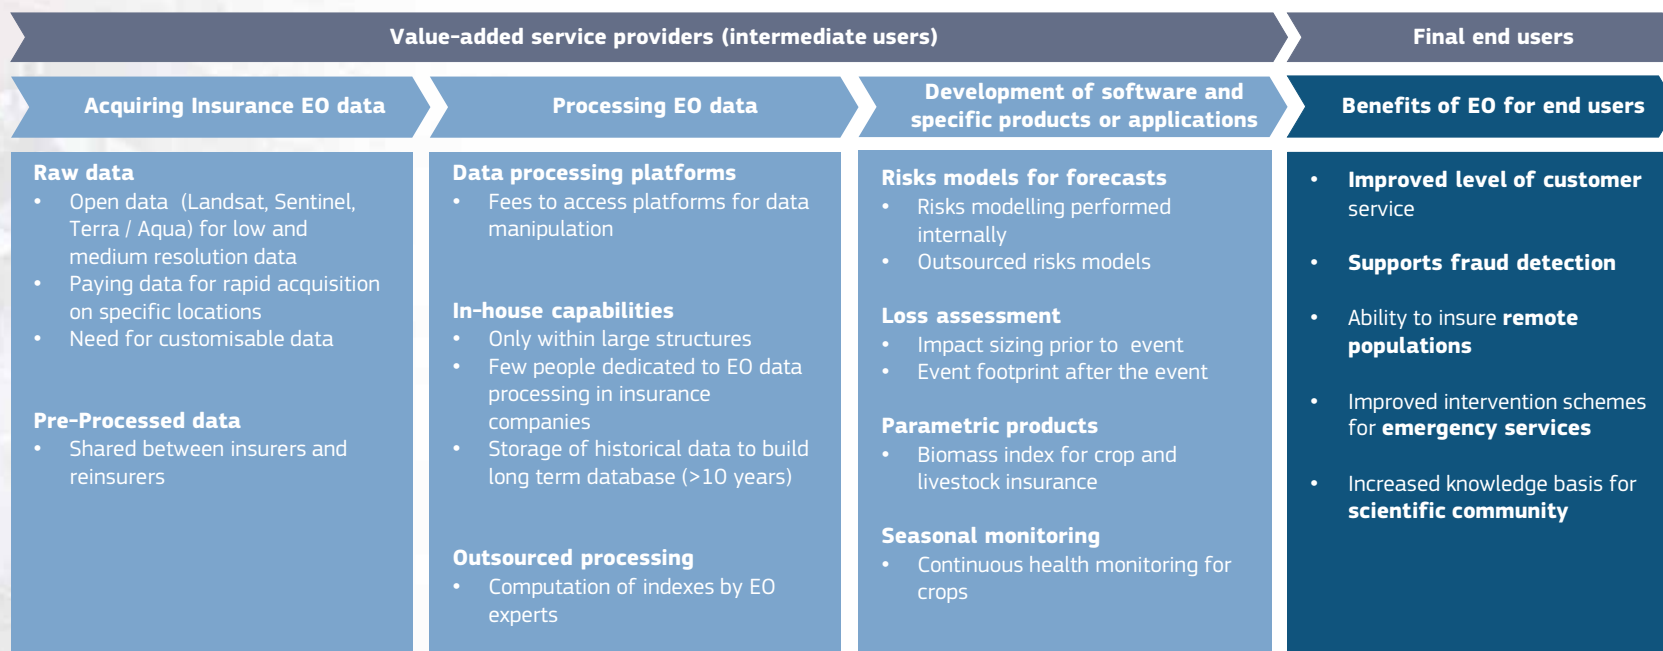 Value-added service providers (intermediate users)
Final end users
Acquiring Insurance EO data
Processing EO data
Development of software and
specific products or applications
Benefits of EO for end users
Raw data
• Open data (Landsat, Sentinel,
Terra / Aqua) for low and
medium resolution data
• Paying data for rapid acquisition
on specific locations
• Need for customisable data
Pre-Processed data
• Shared between insurers and
reinsurers
Data processing platforms
• Fees to access platforms for data
manipulation
In-house capabilities
• Only within large structures
• Few people dedicated to EO data
processing in insurance
companies
• Storage of historical data to build
long term database (>10 years)
Outsourced processing
• Computation of indexes by EO
experts
Risks models for forecasts
• Risks modelling performed
internally
• Outsourced risks models
Loss assessment
• Impact sizing prior to event
• Event footprint after the event
Parametric products
• Biomass index for crop and
livestock insurance
Seasonal monitoring
• Continuous health monitoring for
crops
• Improved level of customer
service
• Supports fraud detection
• Ability to insure remote
populations
• Improved intervention schemes
for emergency services
• Increased knowledge basis for
scientific community